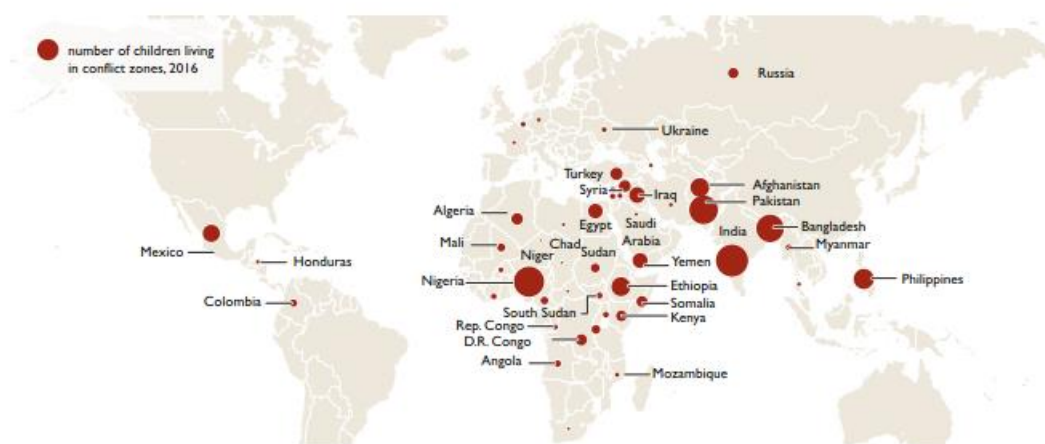 number of children living
in conflict zones, 2016
Russia
Ukraine
Turkey
Syria
Iraq
Afghanistan
Pakistan
Algeria
Egypt
Saudi
Arabia
India
Bangladesh
Myanmar
Mexico
Honduras
Mali
Niger
Chad
Sudan
Yemen
Nigeria
Ethiopia
Philippines
Colombia
South Sudan
Somalia
Kenya
Rep. Congo
D.R. Congo
Angola
Mozambique